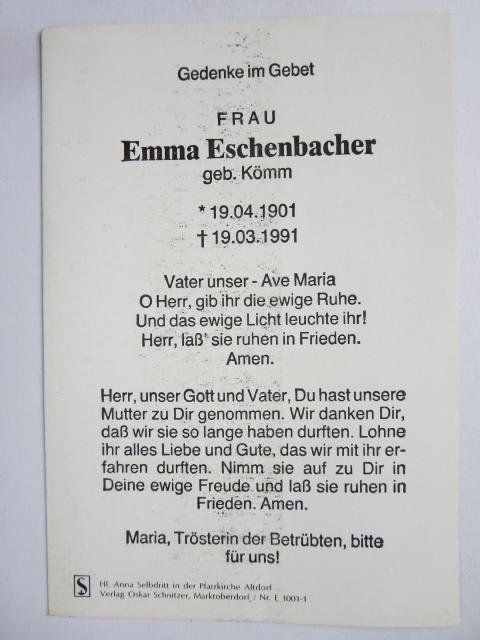 Gedenke im Gebet
FRAU
Emma Eschenbacher
geb. Kömm
* 19.04.1901
† 19.03.1991
Vater unser - Ave Maria
O Herr, gib ihr die ewige Ruhe.
Und das ewige Licht leuchte ihr!
Herr, laß sie ruhen in Frieden.
Amen.
Herr, unser Gott und Vater, Du hast unsere
Mutter zu Dir genommen. Wir danken Dir,
daß wir sie so lange haben durften. Lohne
ihr alles Liebe und Gute, das wir mit ihr er-
fahren durften. Nimm sie auf zu Dir in
Deine ewige Freude und laß sie ruhen in
Frieden. Amen.
Maria, Trösterin der Betrübten, bitte
für uns!
S Hl. Anna Selbdritt in der Pfarrkirche Altdorf
Verlag Oskar Schnitzer, Marktoberdorf / Nr. E 1001-1